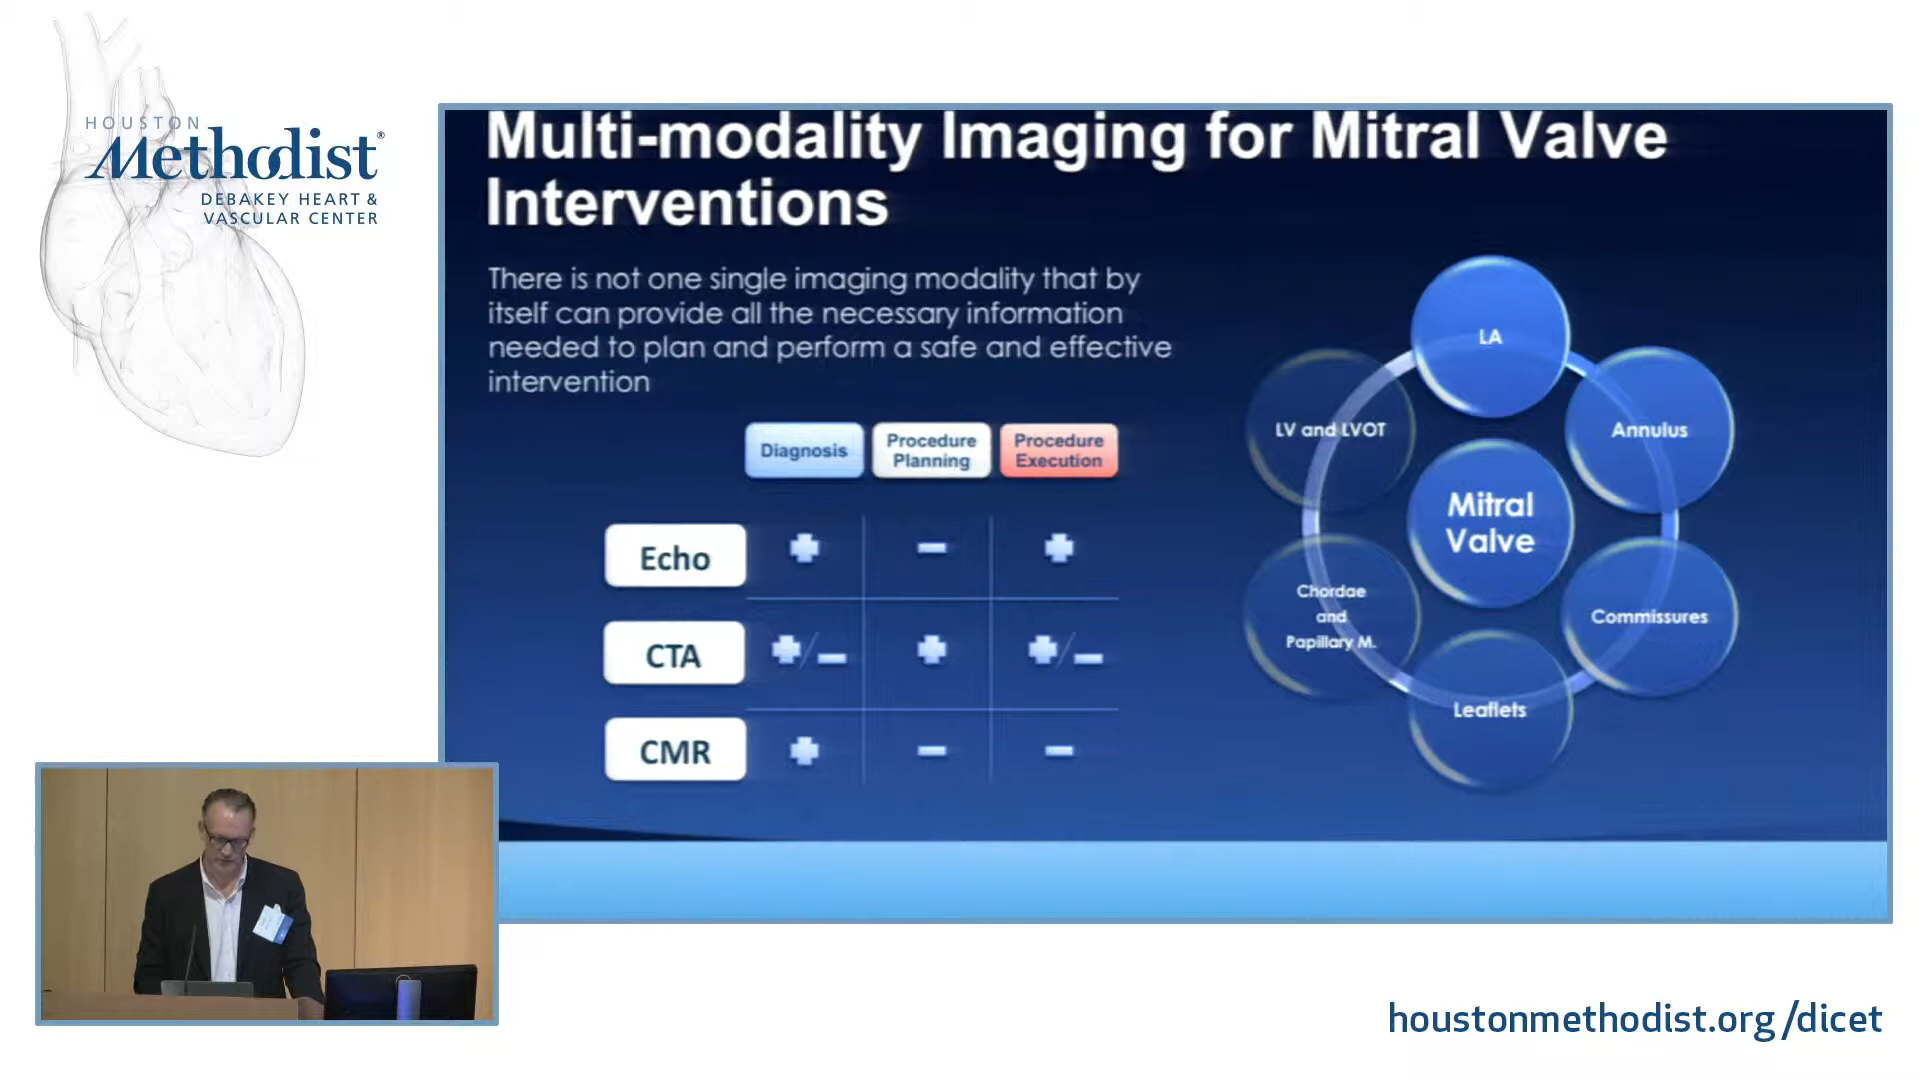 HOUSTON
Methodist®
DEBAKEY HEART &
VASCULAR CENTER
Multi-modality Imaging for Mitral Valve
Interventions
There is not one single imaging modality that by
itself can provide all the necessary information
needed to plan and perform a safe and effective
intervention
Diagnosis
Procedure
Planning
Procedure
Execution
Echo
+
−
+
CTA
+/−
+
+/−
CMR
+
−
−
LA
Annulus
Commissures
Leaflets
Chordae
and
Papillary M.
LV and LVOT
Mitral
Valve
houstonmethodist.org/dicet